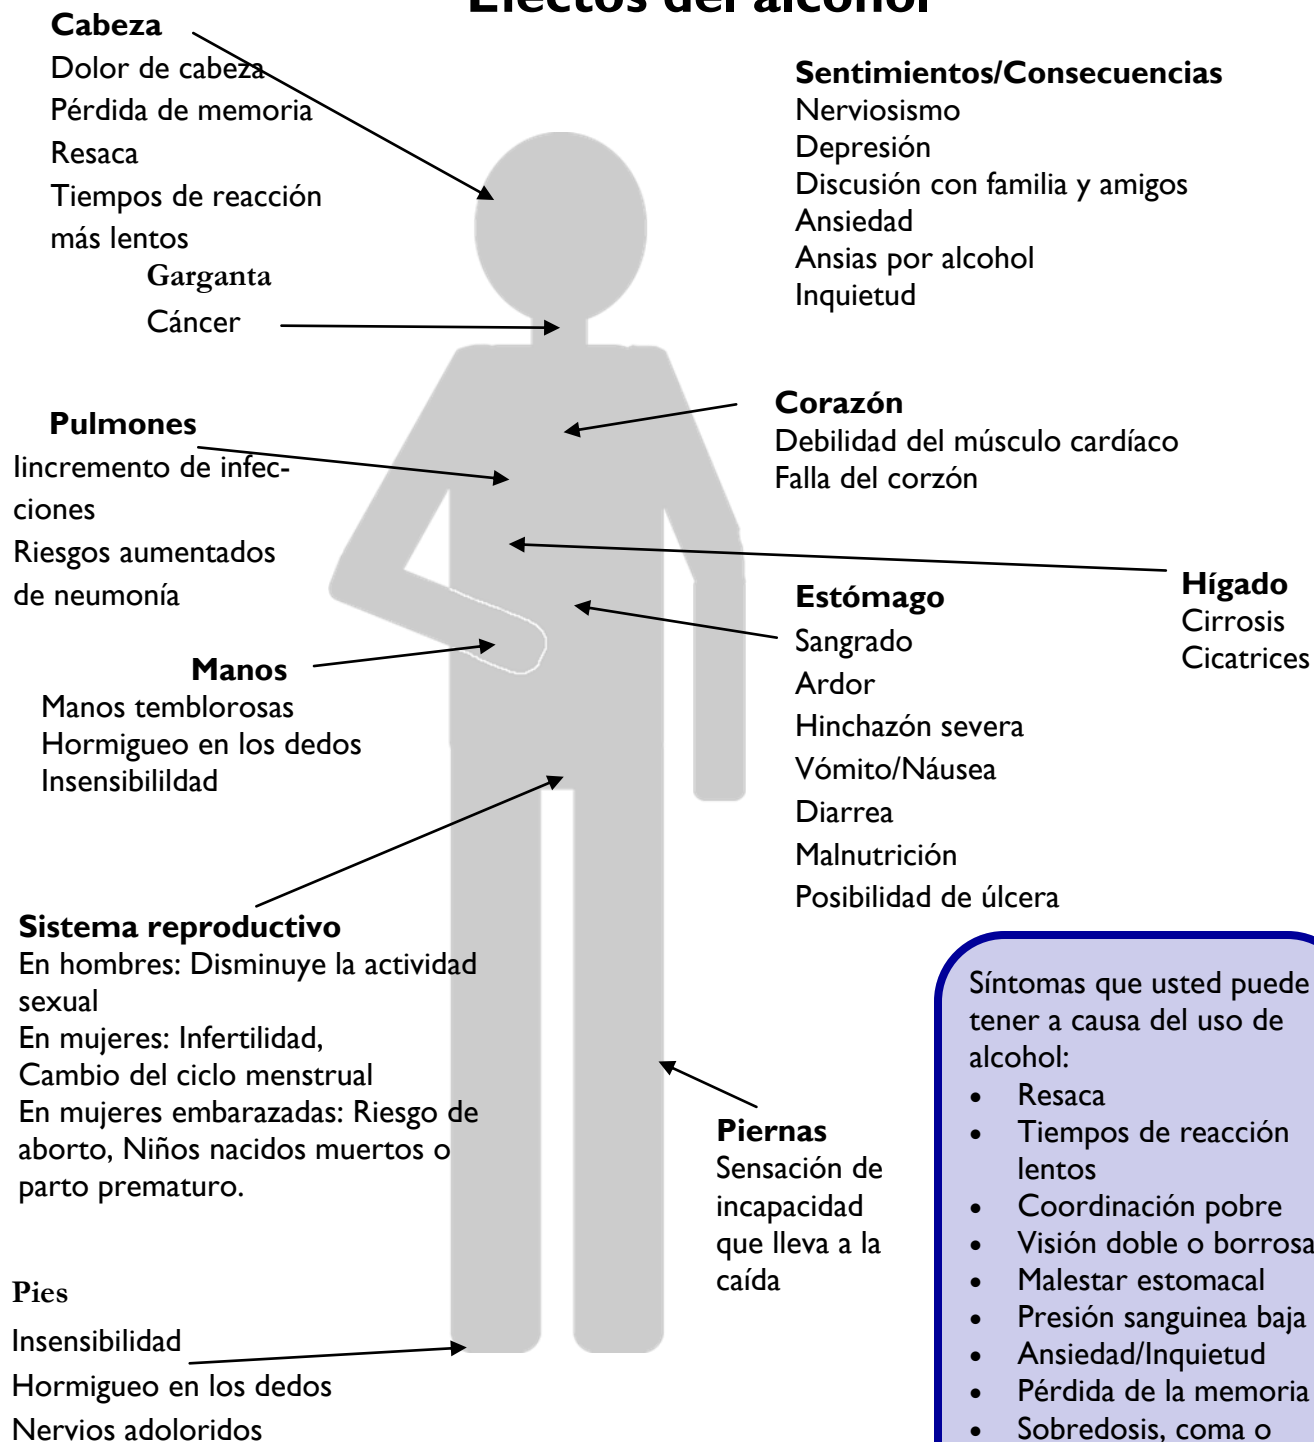 Efectos del alcohol
Cabeza
Dolor de cabeza
Pérdida de memoria
Resaca
Tiempos de reacción
más lentos
Garganta
Cáncer
Sentimientos/Consecuencias
Nerviosismo
Depresión
Discusión con familia y amigos
Ansiedad
Ansias por alcohol
Inquietud
Pulmones
Iincremento de infec-
ciones
Riesgos aumentados
de neumonía
Corazón
Debilidad del músculo cardíaco
Falla del corzón
Hígado
Cirrosis
Cicatrices
Manos
Manos temblorosas
Hormigueo en los dedos
Insensibilildad
Estómago
Sangrado
Ardor
Hinchazón severa
Vómito/Náusea
Diarrea
Malnutrición
Posibilidad de úlcera
Sistema reproductivo
En hombres: Disminuye la actividad
sexual
En mujeres: Infertilidad,
Cambio del ciclo menstrual
En mujeres embarazadas: Riesgo de
aborto, Niños nacidos muertos o
parto prematuro.
Piernas
Sensación de
incapacidad
que lleva a la
caída
Pies
Insensibilidad
Hormigueo en los dedos
Nervios adoloridos
Síntomas que usted puede
tener a causa del uso de
alcohol:
• Resaca
• Tiempos de reacción
lentos
• Coordinación pobre
• Visión doble o borrosa
• Malestar estomacal
• Presión sanguinea baja
• Ansiedad/Inquietud
• Pérdida de la memoria
• Sobredosis, coma o